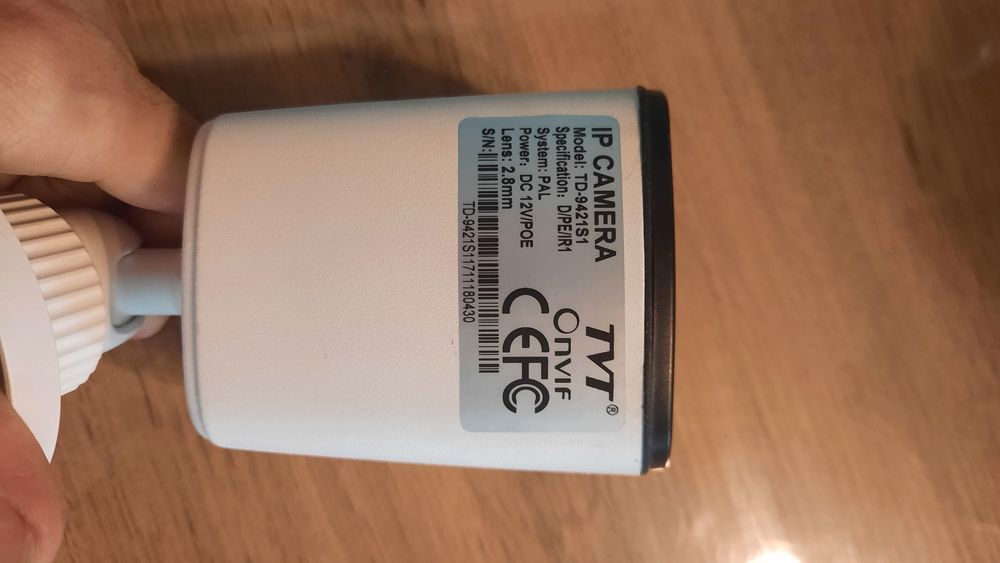 IP CAMERA
Model: TD-9421S1
Specification: D/PE/IR1
System: PAL
Power: DC 12V/POE
Lens: 2.8mm
S/N:
TD-9421S11711180430
TVT®
ONVIF
CE FC